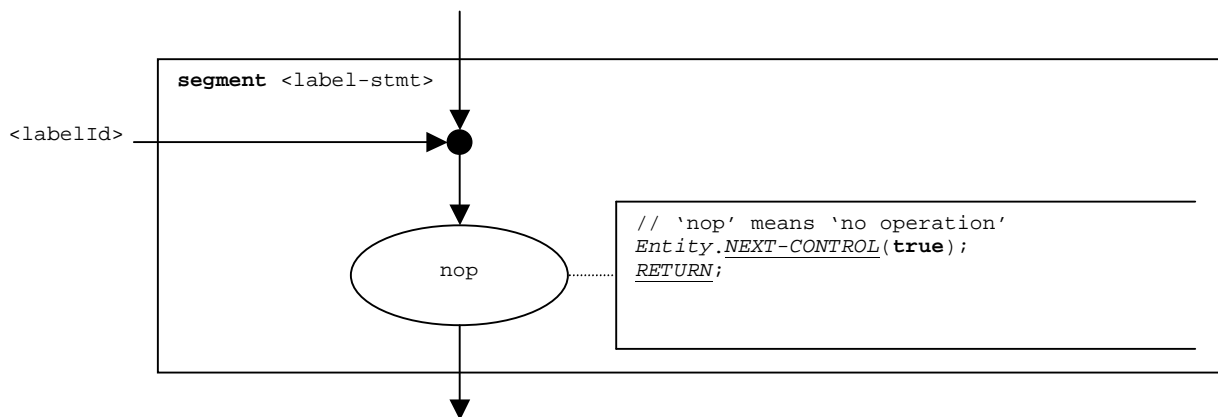 segment <label-stmt>
<labelId>
// ‘nop’ means ‘no operation’
Entity.NEXT-CONTROL(true);
RETURN;
nop